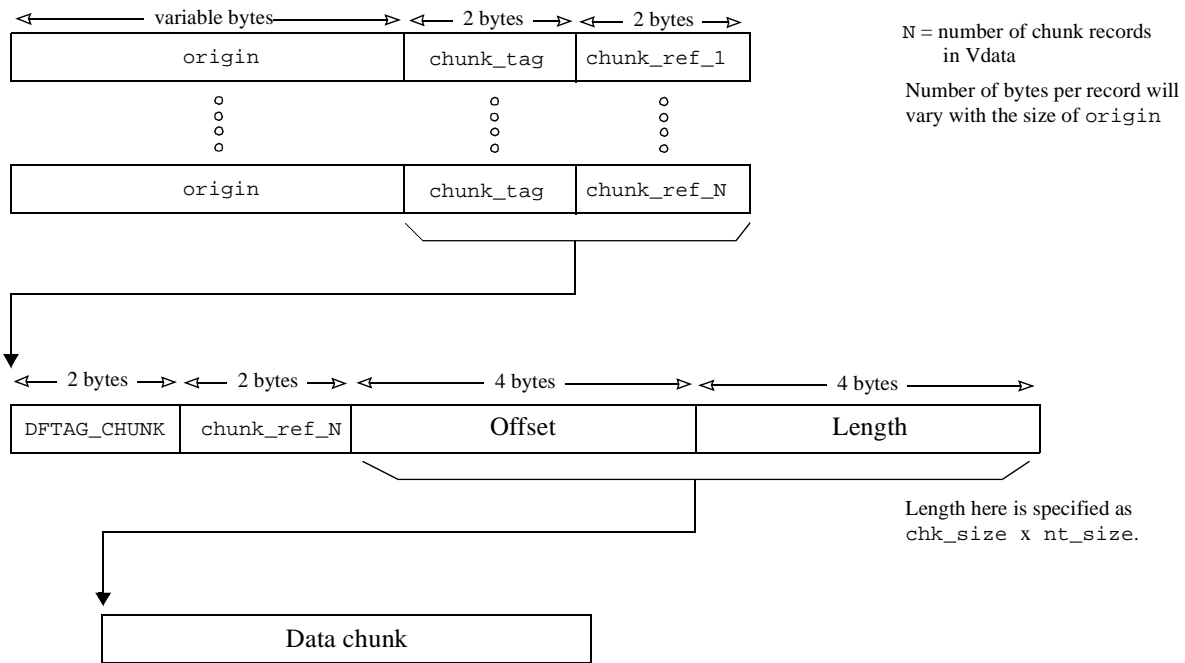 variable bytes 2 bytes 2 bytes
origin chunk_tag chunk_ref_1
N = number of chunk records
in Vdata
Number of bytes per record will
vary with the size of origin
origin chunk_tag chunk_ref_N
2 bytes 2 bytes 4 bytes 4 bytes
DFTAG_CHUNK chunk_ref_N Offset Length
Length here is specified as
chk_size x nt_size.
Data chunk